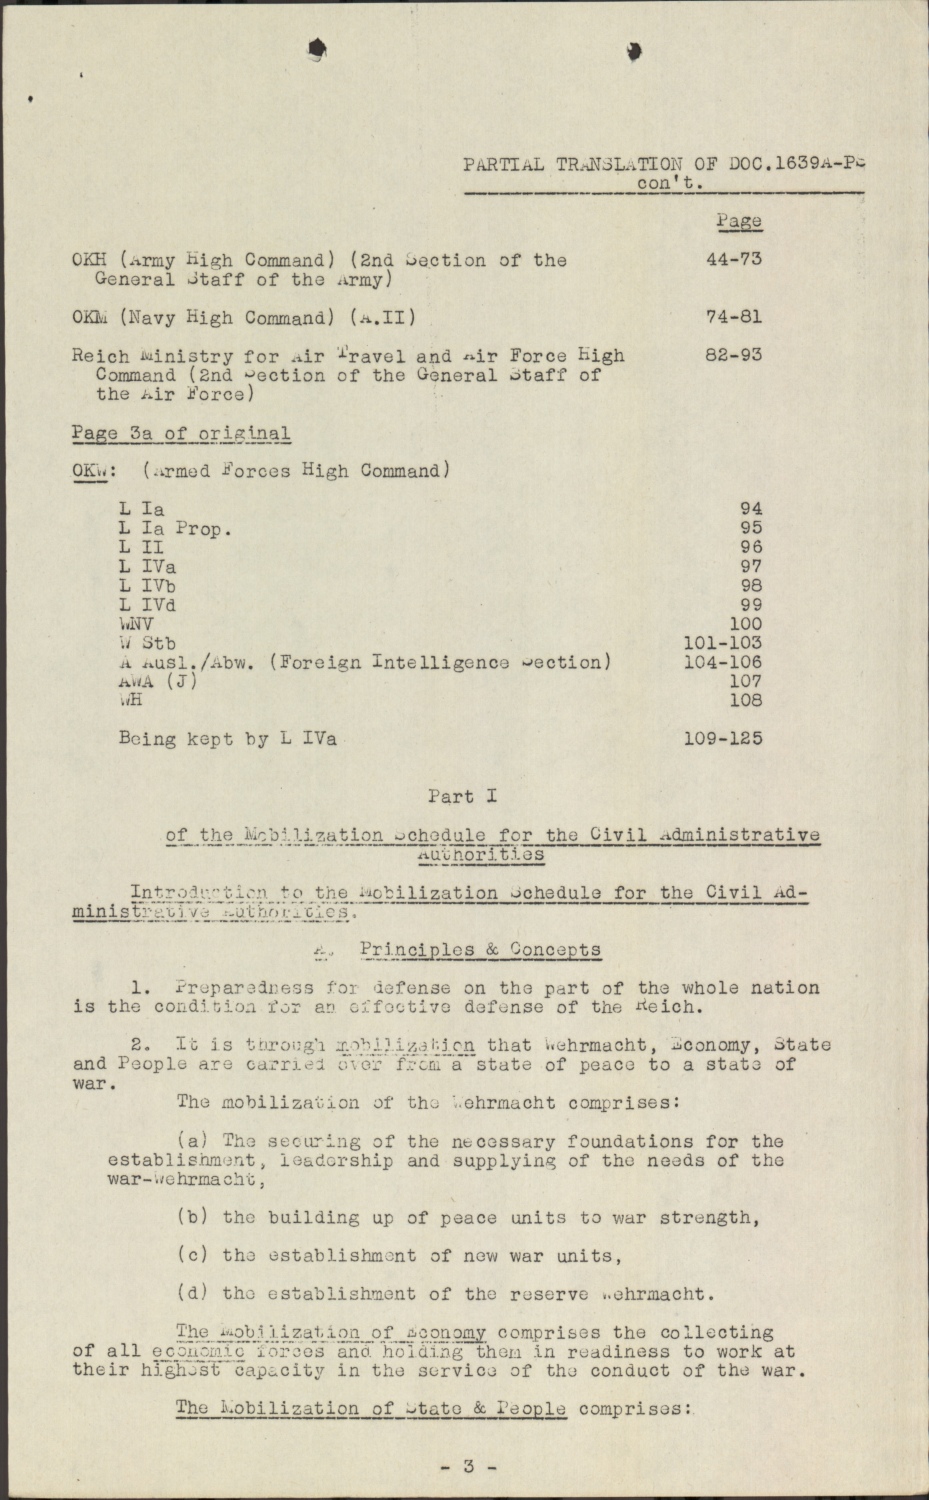 PARTIAL TRANSLATION OF DOC.1639A-PS
con't.
Page
OKH (Army High Command) (2nd Section of the 44-73
General Staff of the Army)
OKM (Navy High Command) (A.II) 74-81
Reich Ministry for Air Travel and Air Force High 82-93
Command (2nd Section of the General Staff of
the Air Force)
Page 3a of original
OKW: (Armed Forces High Command)
L Ia 94
L Ia Prop. 95
L II 96
L IVa 97
L IVb 98
L IVd 99
WNV 100
W Stb 101-103
A Ausl./Abw. (Foreign Intelligence Section) 104-106
AWA (J) 107
WH 108
Being kept by L IVa 109-125
Part I
of the Mobilization Schedule for the Civil Administrative
Authorities
Introduction to the Mobilization Schedule for the Civil Ad-
ministrative Authorities.
A. Principles & Concepts
1. Preparedness for defense on the part of the whole nation
is the condition for an effective defense of the Reich.
2. It is through mobilization that Wehrmacht, Economy, State
and People are carried over from a state of peace to a state of
war.
The mobilization of the Wehrmacht comprises:
(a) The securing of the necessary foundations for the
establishment, leadership and supplying of the needs of the
war-Wehrmacht,
(b) the building up of peace units to war strength,
(c) the establishment of new war units,
(d) the establishment of the reserve Wehrmacht.
The Mobilization of Economy comprises the collecting
of all economic forces and holding them in readiness to work at
their highest capacity in the service of the conduct of the war.
The Mobilization of State & People comprises:
- 3 -